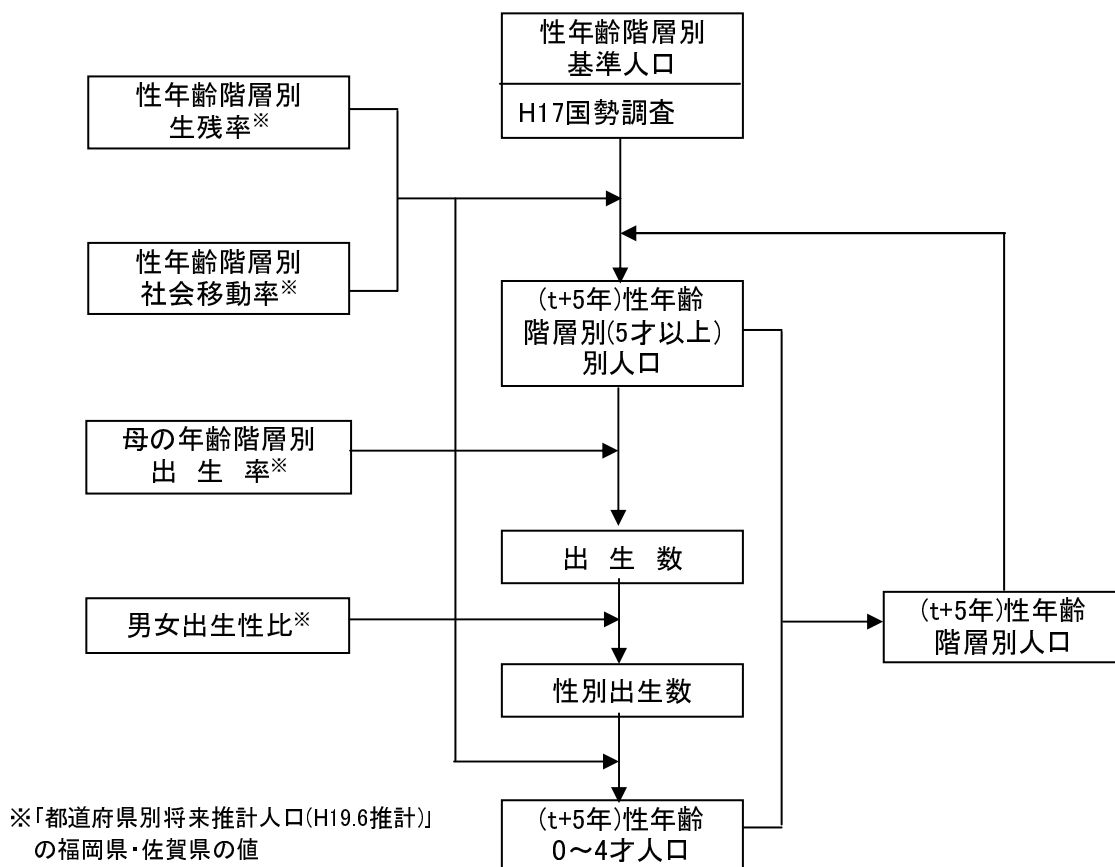 性年齢階層別
基準人口
H17国勢調査
性年齢階層別
生残率※
性年齢階層別
社会移動率※
(t+5年)性年齢
階層別(5才以上)
別人口
母の年齢階層別
出 生 率※
出 生 数
男女出生性比※
(t+5年)性年齢
階層別人口
性別出生数
(t+5年)性年齢
0～4才人口
※「都道府県別将来推計人口(H19.6推計)」
の福岡県・佐賀県の値